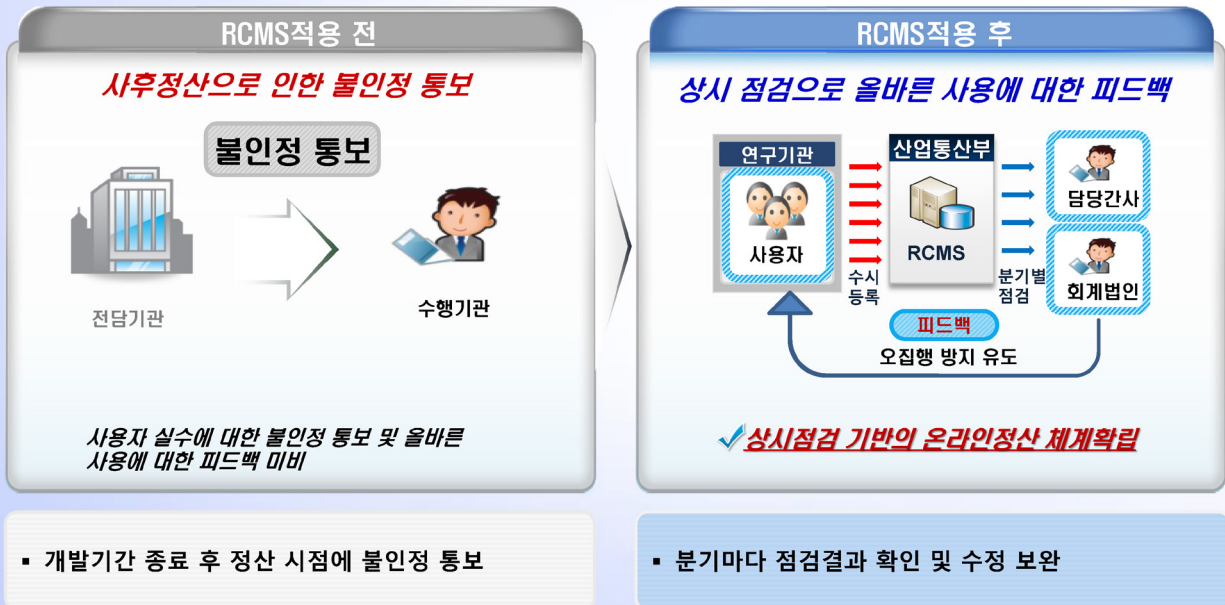 RCMS적용 전
사후정산으로 인한 불인정 통보
불인정 통보
전담기관
수행기관
사용자 실수에 대한 불인정 통보 및 올바른
사용에 대한 피드백 미비
▪ 개발기간 종료 후 정산 시점에 불인정 통보
RCMS적용 후
상시 점검으로 올바른 사용에 대한 피드백
연구기관
사용자
수시
등록
산업통산부
RCMS
분기별
점검
담당간사
회계법인
피드백
오집행 방지 유도
상시점검 기반의 온라인정산 체계확립
▪ 분기마다 점검결과 확인 및 수정 보완